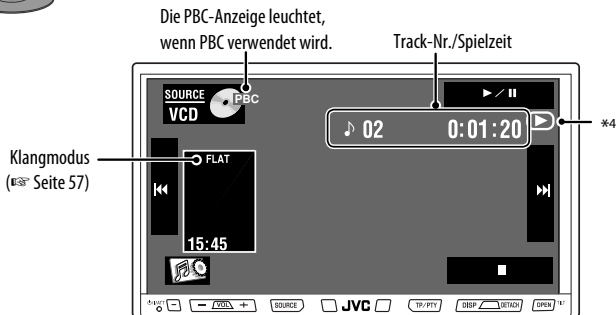 Die PBC-Anzeige leuchtet,
wenn PBC verwendet wird.
Track-Nr./Spielzeit
SOURCE
VCD
PBC
♪ 02 0:01:20
*4
Klangmodus
(☞ Seite 57)
FLAT
15:45
VOL
SOURCE
JVC
TP/PTY
DISP
DETACH
OPEN
TILT